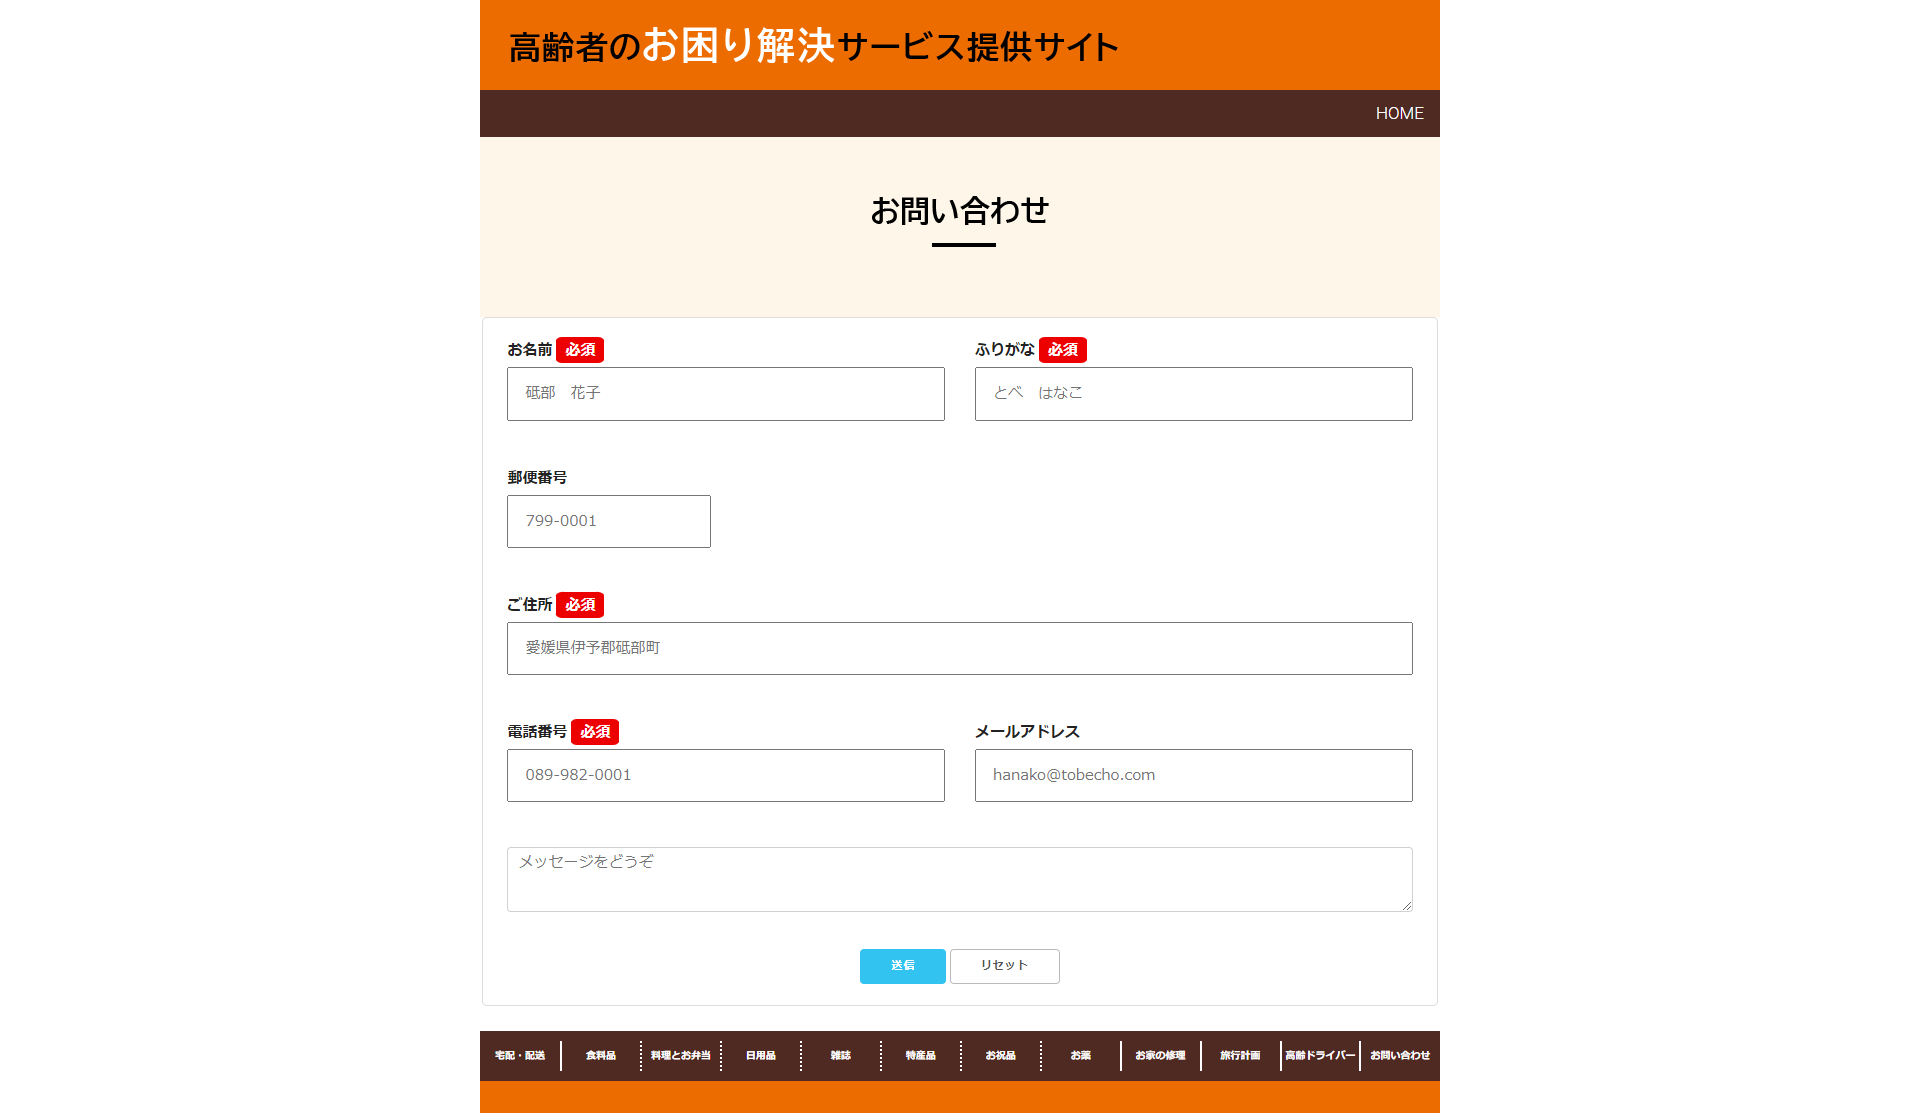 高齢者のお困り解決サービス提供サイト
HOME
お問い合わせ
お名前 必須 ふりがな 必須
砥部　花子 とべ　はなこ
郵便番号
799-0001
ご住所 必須
愛媛県伊予郡砥部町
電話番号 必須 メールアドレス
089-982-0001 hanako@tobecho.com
メッセージをどうぞ
送信 リセット
宅配・配送 食料品 料理とお弁当 日用品 雑誌 特産品 お祝品 お薬 お家の修理 旅行計画 高齢ドライバー お問い合わせ